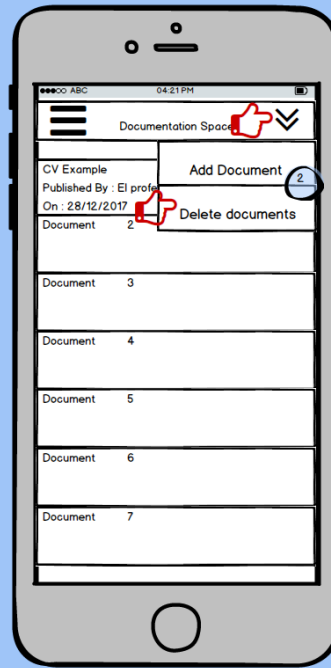 ABC 04:21 PM
Documentation Space
Add Document
2
Delete documents
CV Example
Published By : El profe
On : 28/12/2017
Document 2
Document 3
Document 4
Document 5
Document 6
Document 7